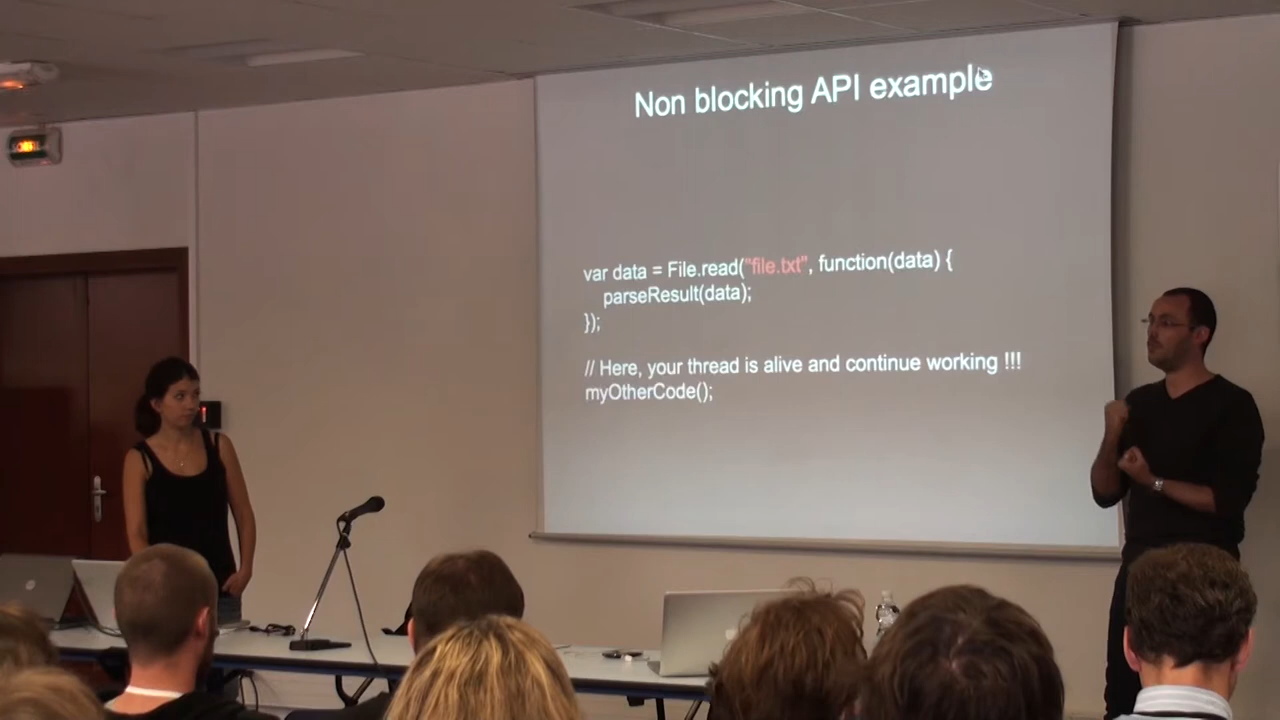 Non blocking API example
var data = File.read("file.txt", function(data) {
parseResult(data);
});
// Here, your thread is alive and continue working !!!
myOtherCode();